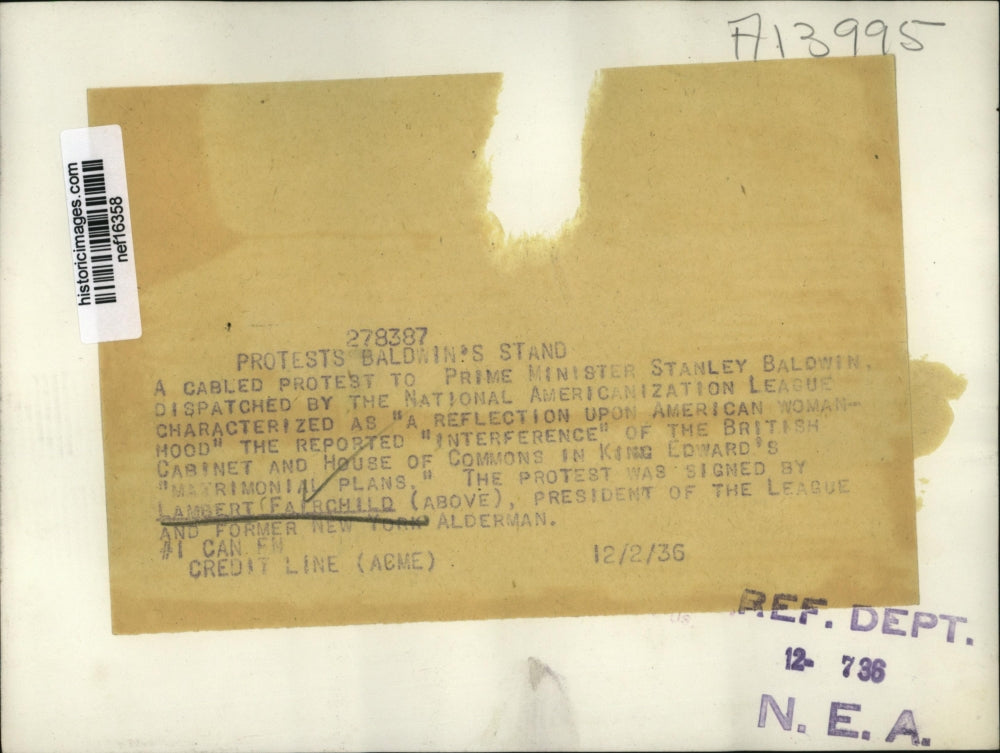 A13995
historicimages.com
nef16358
278387
PROTESTS BALDWIN'S STAND
A CABLED PROTEST TO PRIME MINISTER STANLEY BALDWIN,
DISPATCHED BY THE NATIONAL AMERICANIZATION LEAGUE
CHARACTERIZED AS "A REFLECTION UPON AMERICAN WOMAN-
HOOD" THE REPORTED "INTERFERENCE" OF THE BRITISH
CABINET AND HOUSE OF COMMONS IN KING EDWARD'S
"MATRIMONIAL PLANS." THE PROTEST WAS SIGNED BY
LAMBERT FAIRCHILD (ABOVE), PRESIDENT OF THE LEAGUE
AND FORMER NEW YORK ALDERMAN.
#1 CAN FN
CREDIT LINE (ACME) 12/2/36
REF. DEPT.
12- 7 36
N. E. A.